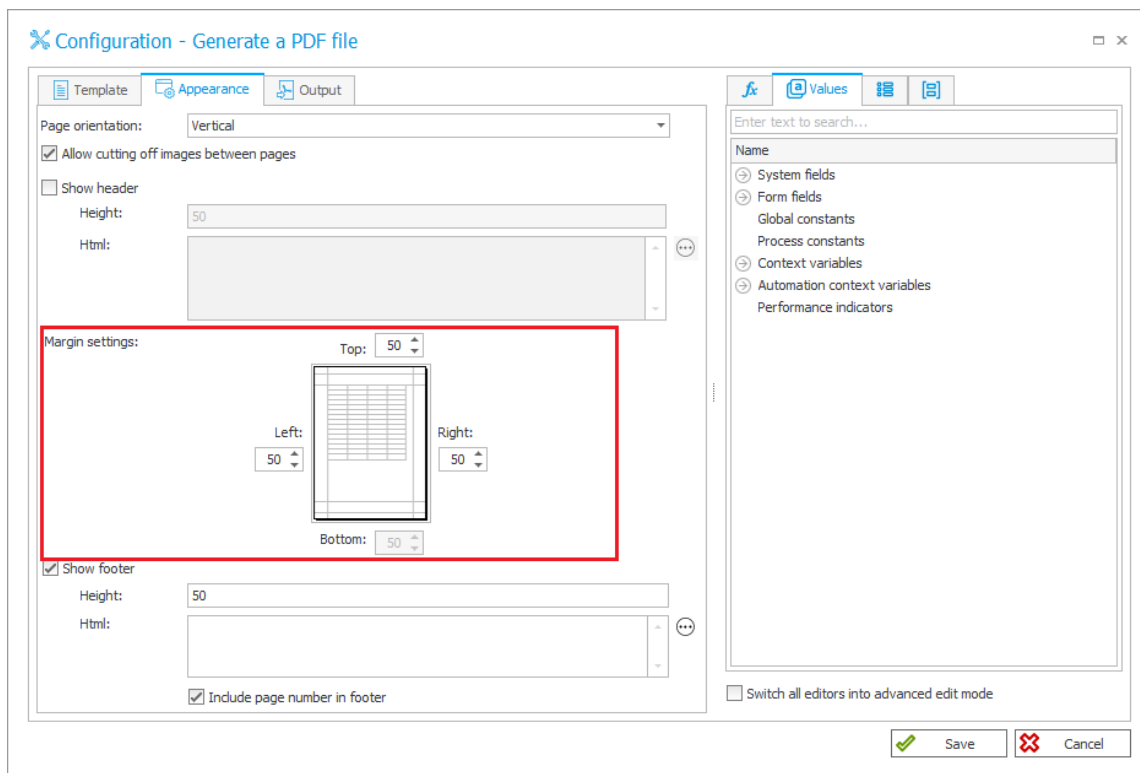 Configuration - Generate a PDF file
Template Appearance Output
Page orientation: Vertical
Allow cutting off images between pages
Show header
Height: 50
Html:
Margin settings:
Top: 50
Left: Right:
50 50
Bottom: 50
Show footer
Height: 50
Html:
Include page number in footer
fx Values
Enter text to search...
Name
System fields
Form fields
Global constants
Process constants
Context variables
Automation context variables
Performance indicators
Switch all editors into advanced edit mode
Save Cancel